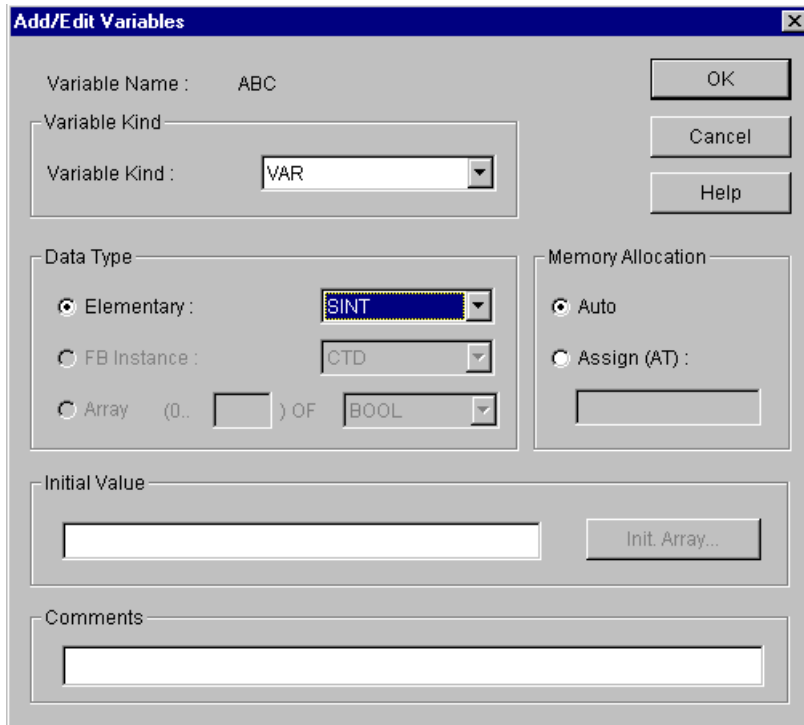 Add/Edit Variables
Variable Name : ABC
OK
Variable Kind
Cancel
Variable Kind : VAR
Help
Data Type
Memory Allocation
Elementary : SINT
Auto
FB Instance : CTD
Assign (AT) :
Array (0.. ) OF BOOL
Initial Value
Init. Array...
Comments